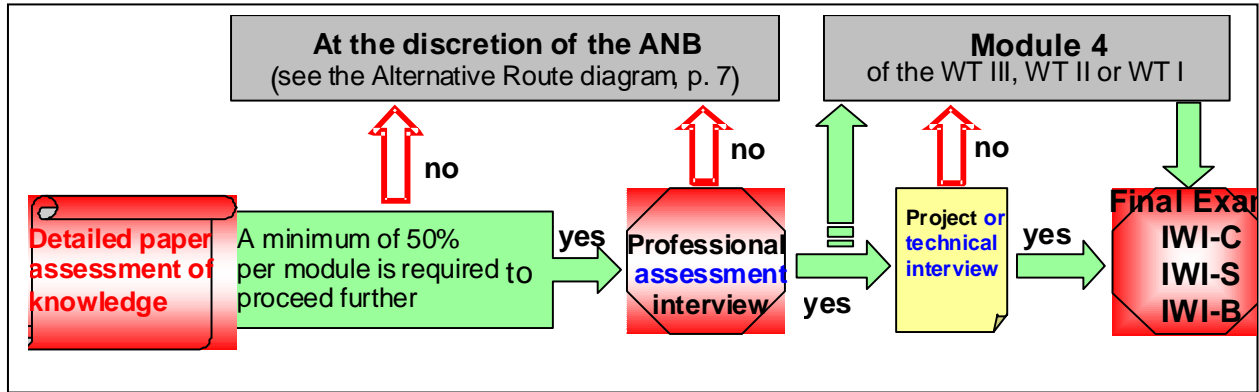 At the discretion of the ANB
(see the Alternative Route diagram, p. 7)
Module 4
of the WT III, WT II or WT I
no
no
no
Detailed paper
assessment of
knowledge
A minimum of 50%
per module is required to
proceed further
yes
Professional
assessment
interview
yes
Project or
technical
interview
yes
Final Exa
IWI-C
IWI-S
IWI-B